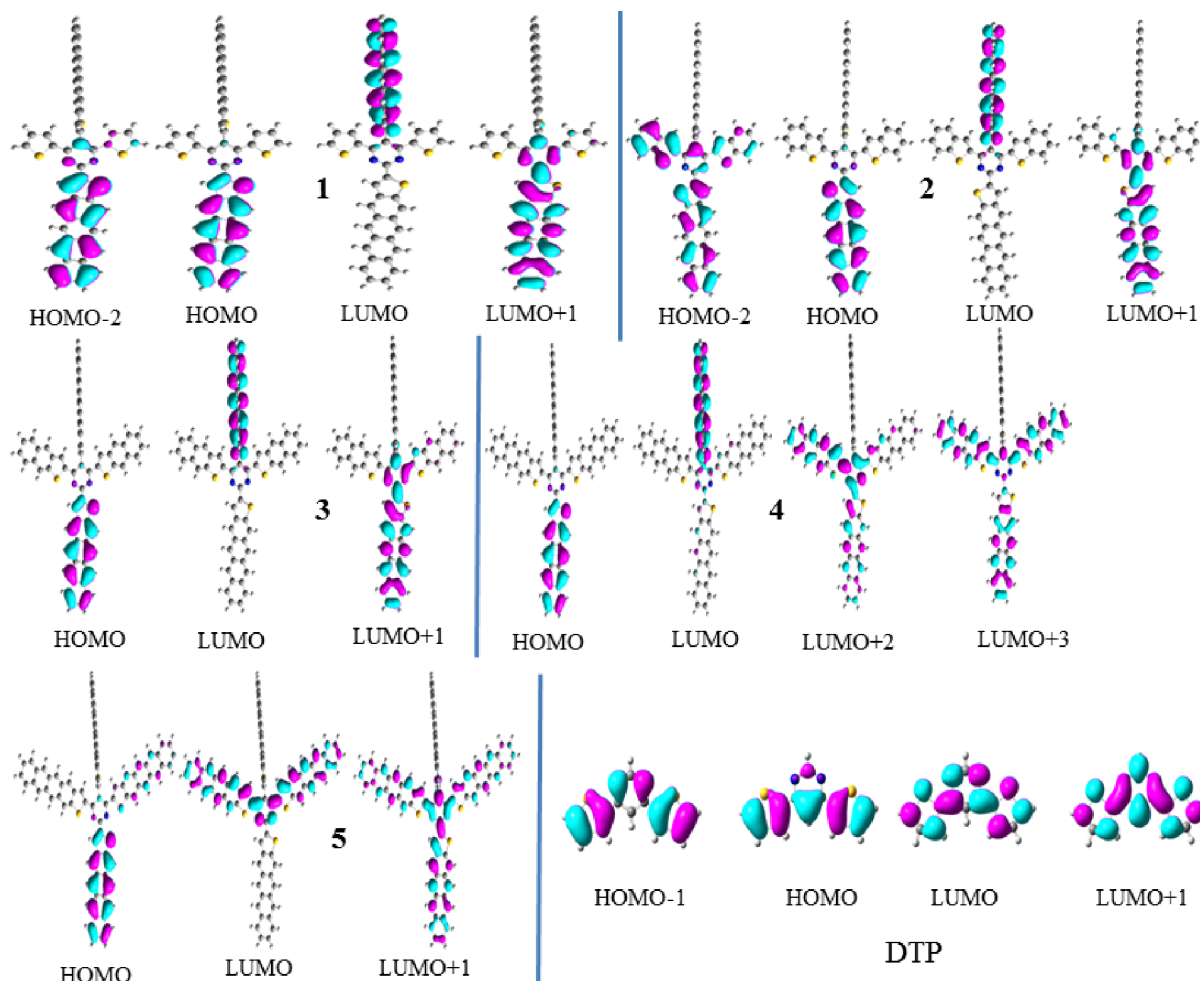 1
HOMO-2 HOMO LUMO LUMO+1
2
HOMO-2 HOMO LUMO LUMO+1
3
HOMO LUMO LUMO+1
4
HOMO LUMO LUMO+2 LUMO+3
5
HOMO LUMO LUMO+1
HOMO-1 HOMO LUMO LUMO+1
DTP